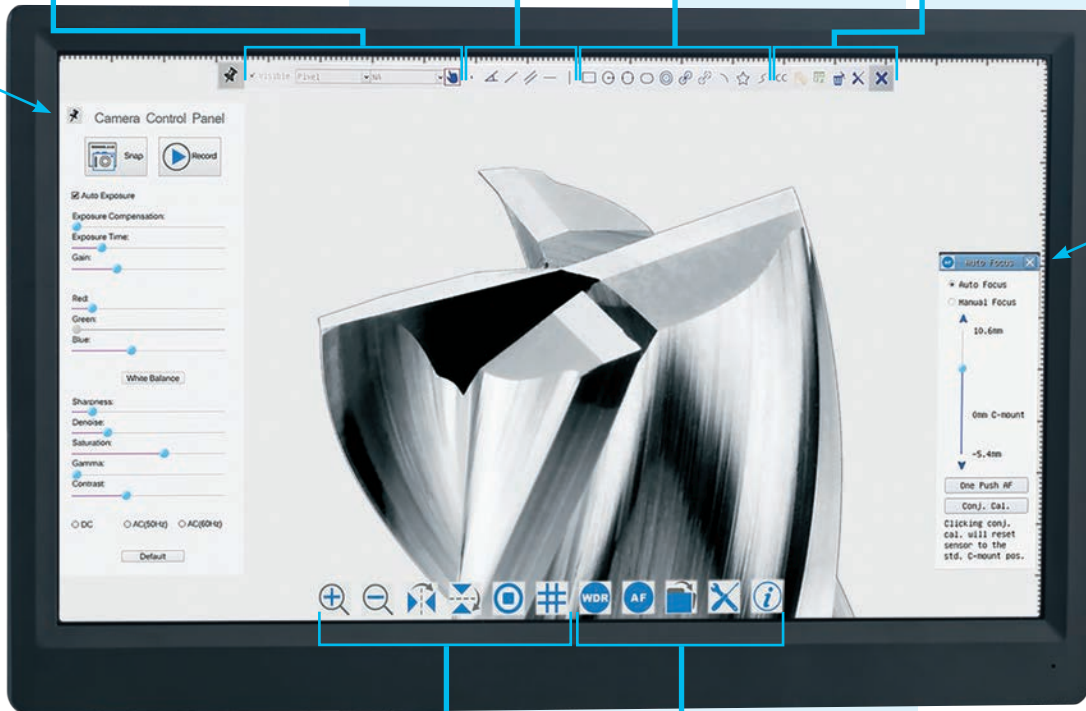 visible Pixel NA
CC
Camera Control Panel
Snap Record
Auto Exposure
Exposure Compensation:
Exposure Time:
Gain:
Red:
Green:
Blue:
White Balance
Sharpness:
Denoise:
Saturation:
Gamma:
Contrast:
DC AC(50Hz) AC(60Hz)
Default
AF Auto Focus
Auto Focus
Manual Focus
10.6mm
0mm C-mount
-5.4mm
One Push AF
Conj. Cal.
Clicking conj.
cal. will reset
sensor to the
std. C-mount pos.
WDR AF i